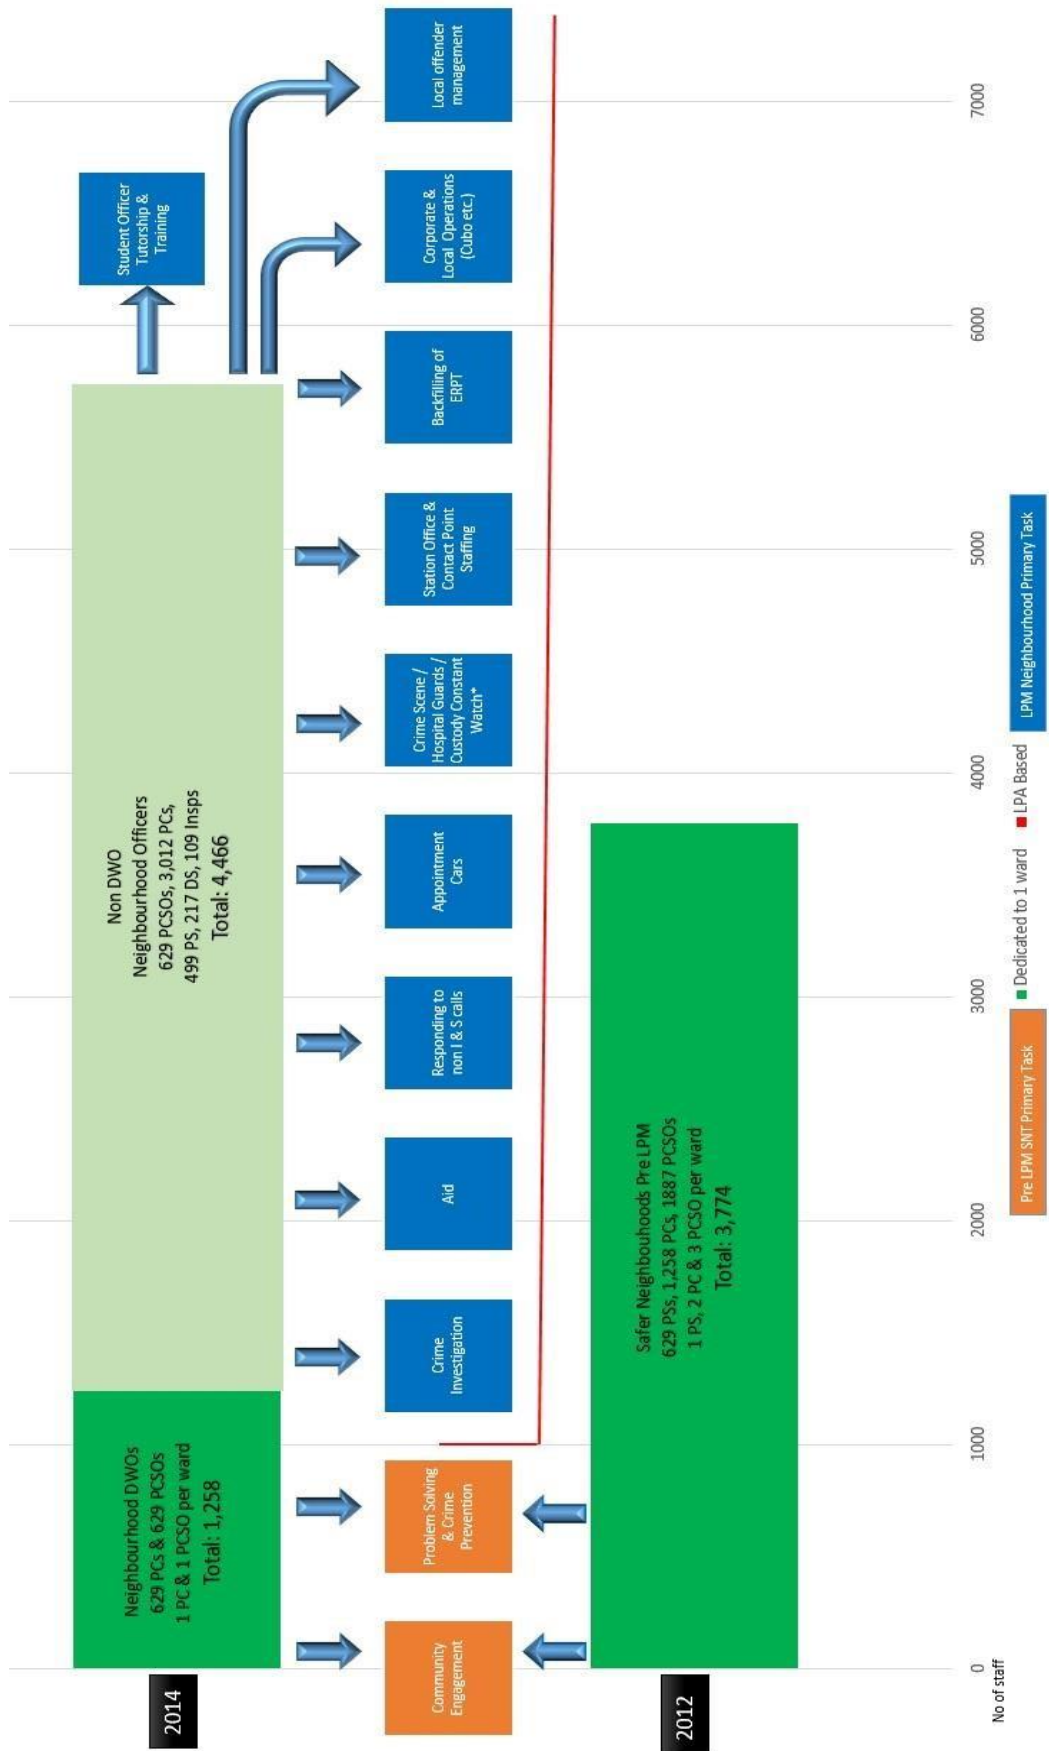 2014
Neighbourhood DWOs
629 PCs & 629 PCSOs
1 PC & 1 PCSO per ward
Total: 1,258
Non DWO
Neighbourhood Officers
629 PCSOs, 3,012 PCs,
499 PS, 217 DS, 109 Insps
Total: 4,466
Student Officer
Tutorship &
Training
Community
Engagement
Problem Solving
& Crime
Prevention
Crime
Investigation
Aid
Responding to
non I & S calls
Appointment
Cars
Crime Scene /
Hospital Guards /
Custody Constant
Watch*
Station Office &
Contact Point
Staffing
Backfilling of
ERPT
Corporate &
Local Operations
(Cubo etc.)
Local offender
management
2012
Safer Neighbouhoods Pre LPM
629 PSs, 1,258 PCs, 1887 PCSOs
1 PS, 2 PC & 3 PCSO per ward
Total: 3,774
0
1000
2000
3000
4000
5000
6000
7000
No of staff
Pre LPM SNT Primary Task
Dedicated to 1 ward
LPA Based
LPM Neighbourhood Primary Task